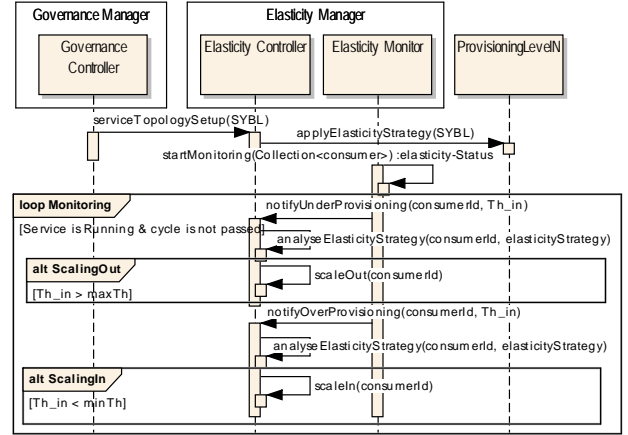 Governance Manager
Elasticity Manager
Governance
Controller
Elasticity Controller
Elasticity Monitor
ProvisioningLevelN
serviceTopologySetup(SYBL)
applyElasticityStrategy(SYBL)
startMonitoring(Collection<consumer>) :elasticity-Status
loop Monitoring
notifyUnderProvisioning(consumerId, Th_in)
[Service is Running & cycle is not passed]
analyseElasticityStrategy(consumerId, elasticityStrategy)
alt ScalingOut
scaleOut(consumerId)
[Th_in > maxTh]
notifyOverProvisioning(consumerId, Th_in)
analyseElasticityStrategy(consumerId, elasticityStrategy)
alt ScalingIn
scaleIn(consumerId)
[Th_in < minTh]